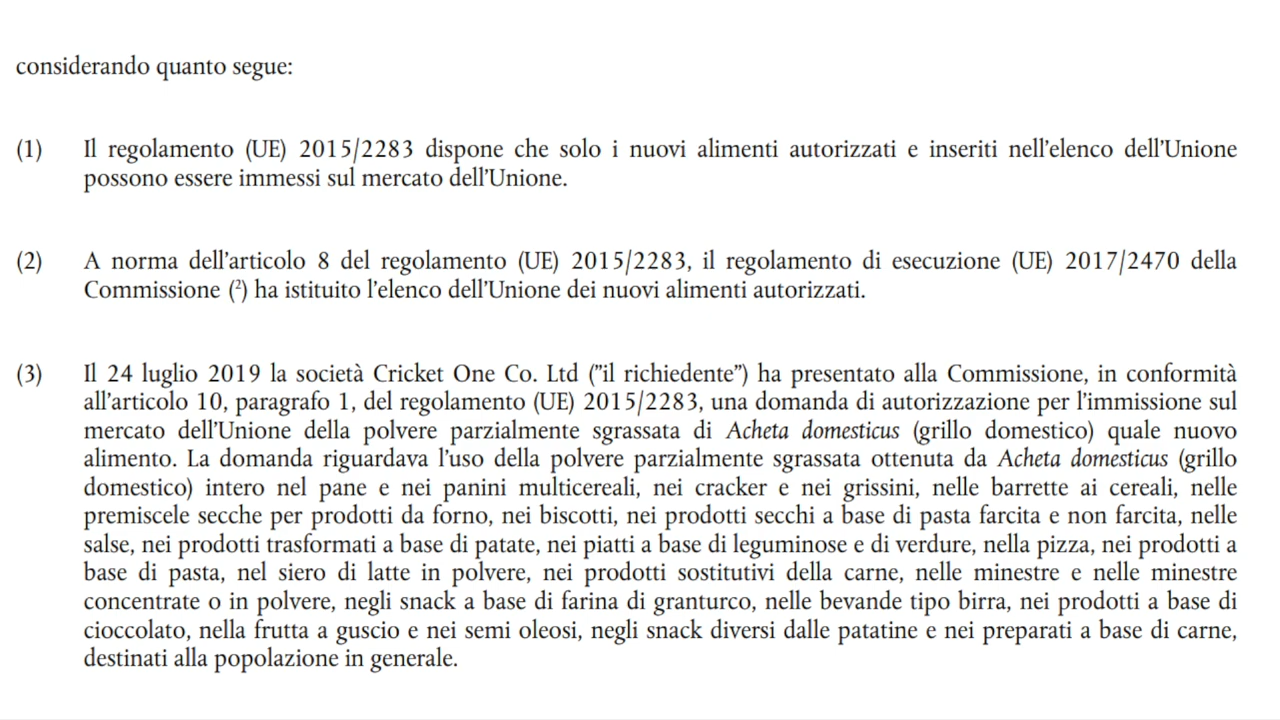 considerando quanto segue:
(1) Il regolamento (UE) 2015/2283 dispone che solo i nuovi alimenti autorizzati e inseriti nell'elenco dell'Unione
possono essere immessi sul mercato dell'Unione.
(2) A norma dell'articolo 8 del regolamento (UE) 2015/2283, il regolamento di esecuzione (UE) 2017/2470 della
Commissione (²) ha istituito l'elenco dell'Unione dei nuovi alimenti autorizzati.
(3) Il 24 luglio 2019 la società Cricket One Co. Ltd ("il richiedente") ha presentato alla Commissione, in conformità
all'articolo 10, paragrafo 1, del regolamento (UE) 2015/2283, una domanda di autorizzazione per l'immissione sul
mercato dell'Unione della polvere parzialmente sgrassata di Acheta domesticus (grillo domestico) quale nuovo
alimento. La domanda riguardava l'uso della polvere parzialmente sgrassata ottenuta da Acheta domesticus (grillo
domestico) intero nel pane e nei panini multicereali, nei cracker e nei grissini, nelle barrette ai cereali, nelle
premiscele secche per prodotti da forno, nei biscotti, nei prodotti secchi a base di pasta farcita e non farcita, nelle
salse, nei prodotti trasformati a base di patate, nei piatti a base di leguminose e di verdure, nella pizza, nei prodotti a
base di pasta, nel siero di latte in polvere, nei prodotti sostitutivi della carne, nelle minestre e nelle minestre
concentrate o in polvere, negli snack a base di farina di granturco, nelle bevande tipo birra, nei prodotti a base di
cioccolato, nella frutta a guscio e nei semi oleosi, negli snack diversi dalle patatine e nei preparati a base di carne,
destinati alla popolazione in generale.